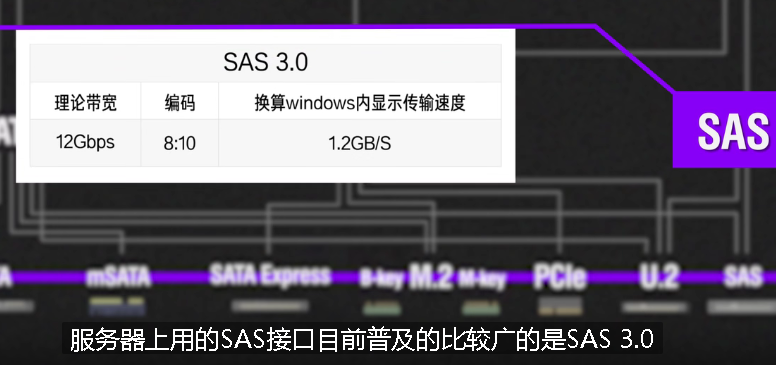 SAS 3.0
理论带宽 编码 换算windows内显示传输速度
12Gbps 8:10 1.2GB/S
SAS
mSATA SATA Express B-key M.2 M-key PCIe U.2 SAS
服务器上用的SAS接口目前普及的比较广的是SAS 3.0